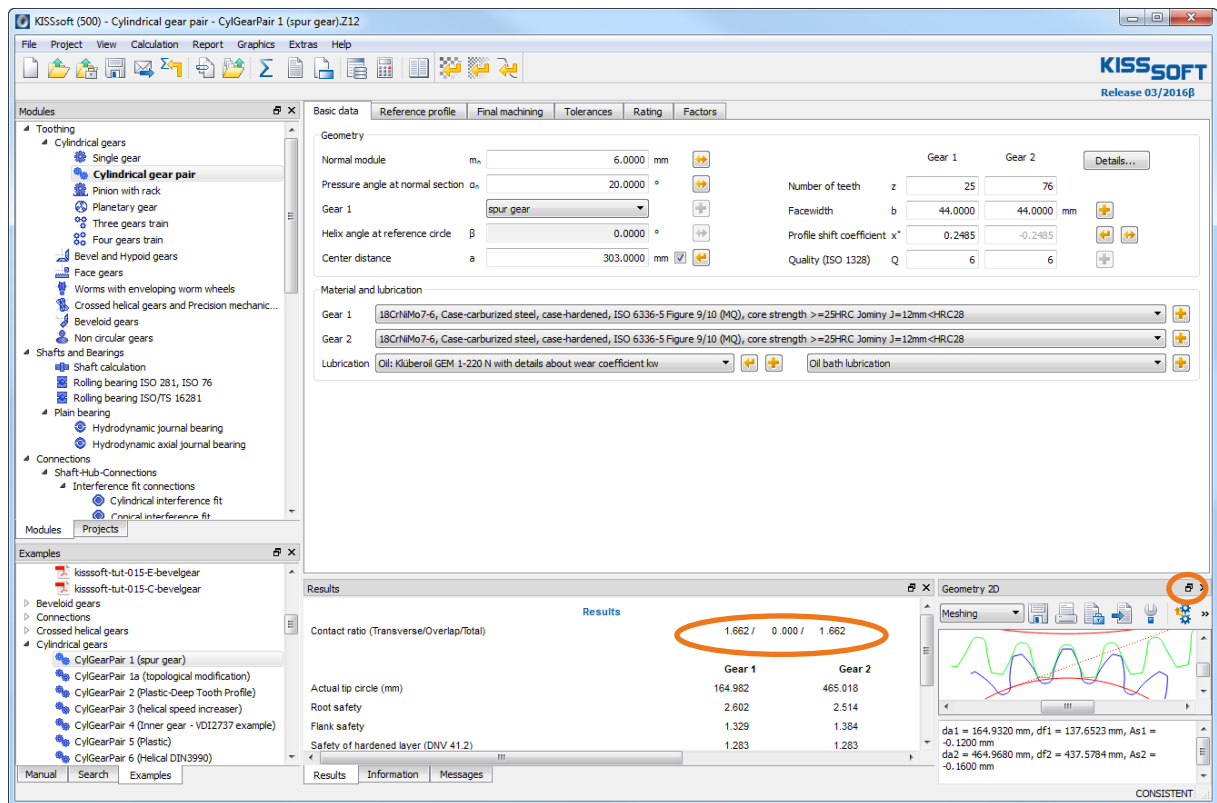 KISSsoft (500) - Cylindrical gear pair - CylGearPair 1 (spur gear).Z12
File Project View Calculation Report Graphics Extras Help
KISSSOFT
Release 03/2016β
Modules
Toothing
Cylindrical gears
Single gear
Cylindrical gear pair
Pinion with rack
Planetary gear
Three gears train
Four gears train
Bevel and Hypoid gears
Face gears
Worms with enveloping worm wheels
Crossed helical gears and Precision mechanic...
Beveloid gears
Non circular gears
Shafts and Bearings
Shaft calculation
Rolling bearing ISO 281, ISO 76
Rolling bearing ISO/TS 16281
Plain bearing
Hydrodynamic journal bearing
Hydrodynamic axial journal bearing
Connections
Shaft-Hub-Connections
Interference fit connections
Cylindrical interference fit
Conical interference fit
Modules Projects
Examples
kisssoft-tut-015-E-bevelgear
kisssoft-tut-015-C-bevelgear
Beveloid gears
Connections
Crossed helical gears
Cylindrical gears
CylGearPair 1 (spur gear)
CylGearPair 1a (topological modification)
CylGearPair 2 (Plastic-Deep Tooth Profile)
CylGearPair 3 (helical speed increaser)
CylGearPair 4 (Inner gear - VDI2737 example)
CylGearPair 5 (Plastic)
CylGearPair 6 (Helical DIN3990)
Manual Search Examples
Basic data Reference profile Final machining Tolerances Rating Factors
Geometry
Normal module mn 6.0000 mm
Pressure angle at normal section αn 20.0000 °
Gear 1 spur gear
Helix angle at reference circle β 0.0000 °
Center distance a 303.0000 mm
Gear 1 Gear 2 Details...
Number of teeth z 25 76
Facewidth b 44.0000 44.0000 mm
Profile shift coefficient x* 0.2485 -0.2485
Quality (ISO 1328) Q 6 6
Material and lubrication
Gear 1 18CrNiMo7-6, Case-carburized steel, case-hardened, ISO 6336-5 Figure 9/10 (MQ), core strength >=25HRC Jominy J=12mm<HRC28
Gear 2 18CrNiMo7-6, Case-carburized steel, case-hardened, ISO 6336-5 Figure 9/10 (MQ), core strength >=25HRC Jominy J=12mm<HRC28
Lubrication Oil: Klüberoil GEM 1-220 N with details about wear coefficient kw Oil bath lubrication
Results
Results
Contact ratio (Transverse/Overlap/Total) 1.662 / 0.000 / 1.662
Gear 1 Gear 2
Actual tip circle (mm) 164.982 465.018
Root safety 2.602 2.514
Flank safety 1.329 1.384
Safety of hardened layer (DNV 41.2) 1.283 1.283
Results Information Messages
Geometry 2D
Meshing »
da1 = 164.9320 mm, df1 = 137.6523 mm, As1 =
-0.1200 mm
da2 = 464.9680 mm, df2 = 437.5784 mm, As2 =
-0.1600 mm
CONSISTENT